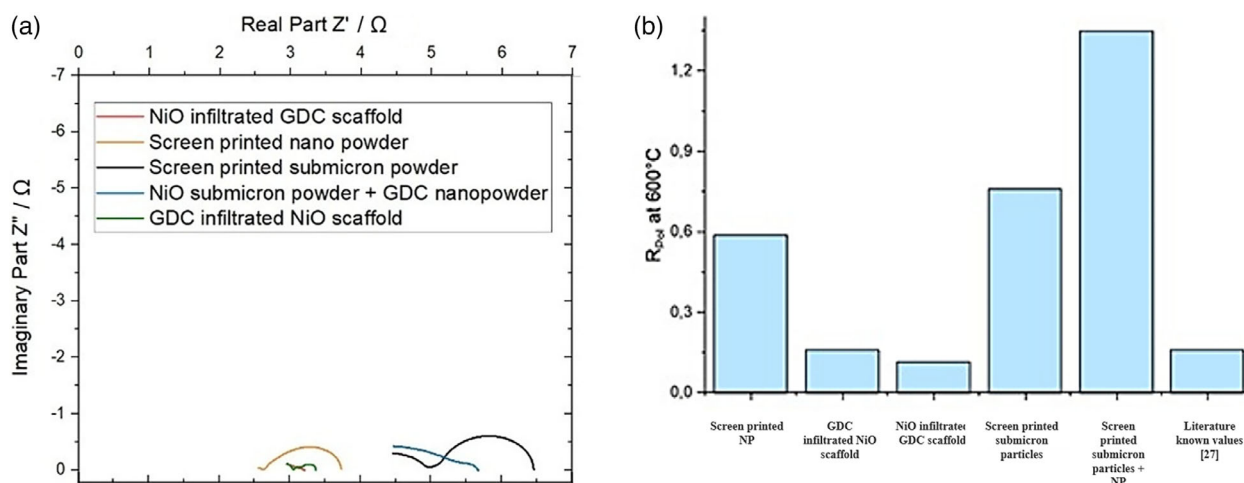 (a)
Real Part Z' / Ω
0 1 2 3 4 5 6 7
-7
-6
-5
-4
-3
-2
-1
0
Imaginary Part Z'' / Ω
NiO infiltrated GDC scaffold
Screen printed nano powder
Screen printed submicron powder
NiO submicron powder + GDC nanopowder
GDC infiltrated NiO scaffold
(b)
R_pol at 600°C
1,2
0,9
0,6
0,3
0,0
Screen printed
NP
GDC
infiltrated NiO
scaffold
NiO infiltrated
GDC scaffold
Screen printed
submicron
particles
Screen
printed
submicron
particles +
NP
Literature
known values
[27]